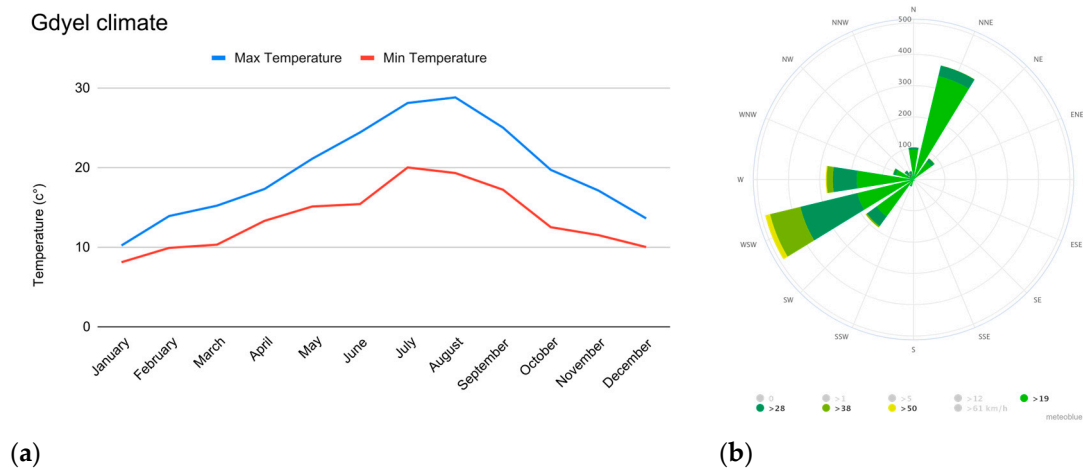 Gdyel climate
Max Temperature Min Temperature
Temperature (c°)
30
20
10
0
January
February
March
April
May
June
July
August
September
October
November
December
(a)
N
NNE
NE
ENE
ESE
SE
SSE
S
SSW
SW
WSW
W
WNW
NW
NNW
500
400
300
200
100
0 >1 >5 >12 >19
>28 >38 >50 >61 km/h
meteoblue
(b)